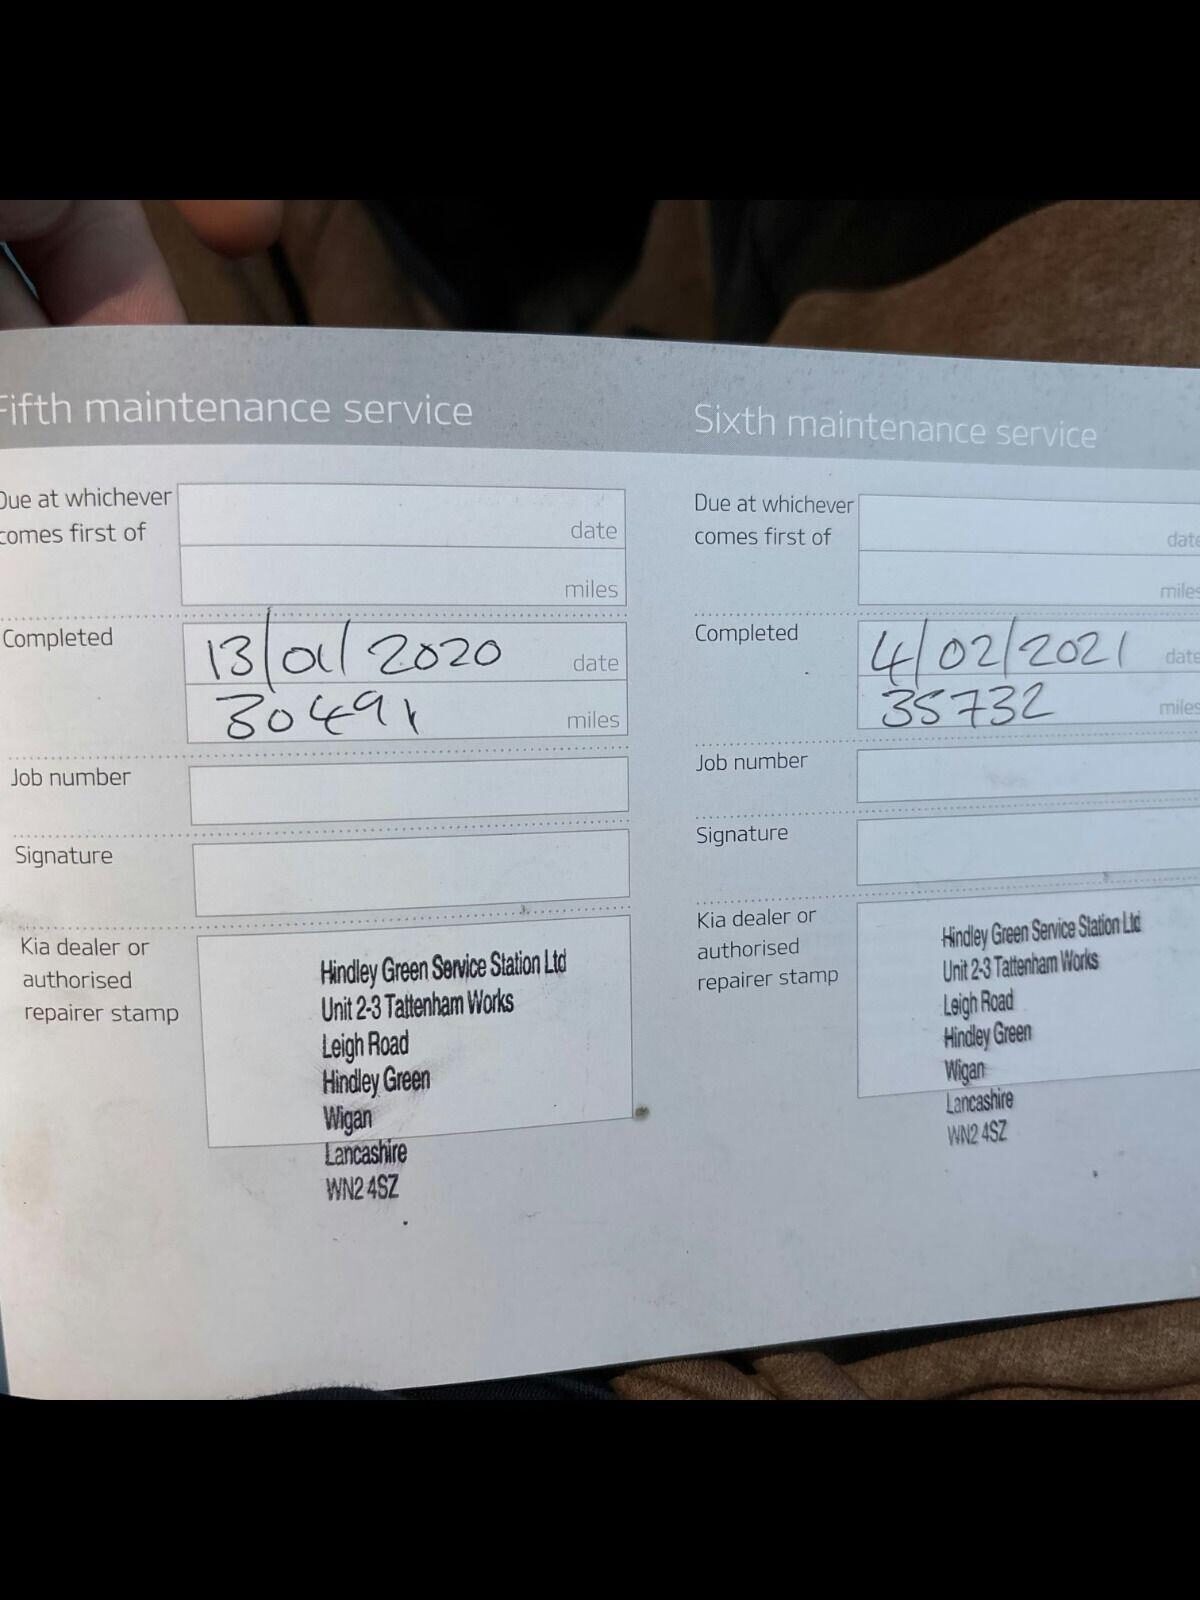 Fifth maintenance service
Due at whichever
comes first of
date
miles
Completed
13/01/2020 date
30491 miles
Job number
Signature
Kia dealer or
authorised
repairer stamp
Hindley Green Service Station Ltd
Unit 2-3 Tattenham Works
Leigh Road
Hindley Green
Wigan
Lancashire
WN2 4SZ
Sixth maintenance service
Due at whichever
comes first of
date
miles
Completed
4/02/2021 date
35732 miles
Job number
Signature
Kia dealer or
authorised
repairer stamp
Hindley Green Service Station Ltd
Unit 2-3 Tattenham Works
Leigh Road
Hindley Green
Wigan
Lancashire
WN2 4SZ